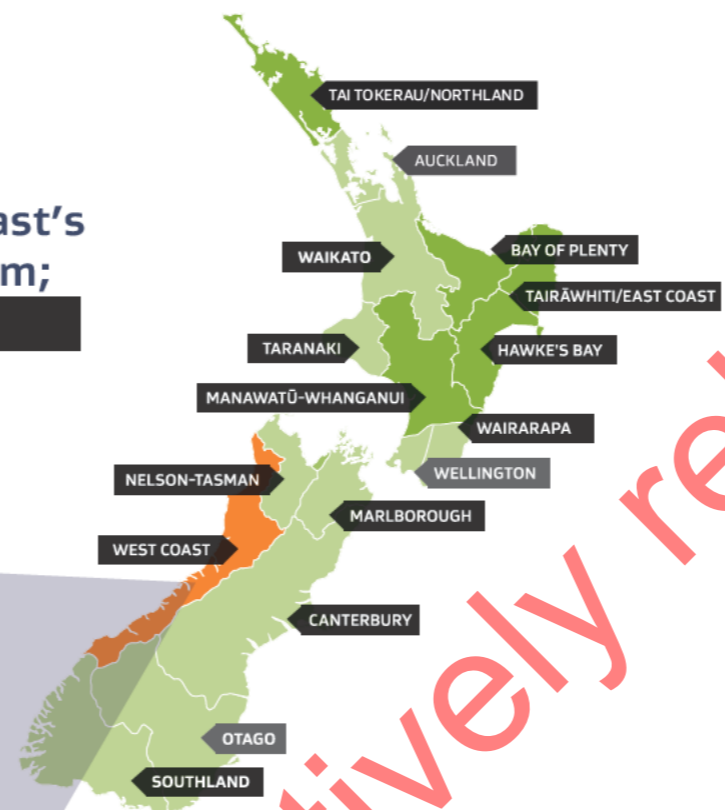 TAI TOKERAU/NORTHLAND
AUCKLAND
ast's
m;
WAIKATO
BAY OF PLENTY
TAIRĀWHITI/EAST COAST
TARANAKI
HAWKE'S BAY
MANAWATŪ-WHANGANUI
WAIRARAPA
NELSON-TASMAN
WELLINGTON
MARLBOROUGH
WEST COAST
CANTERBURY
OTAGO
SOUTHLAND
tively re